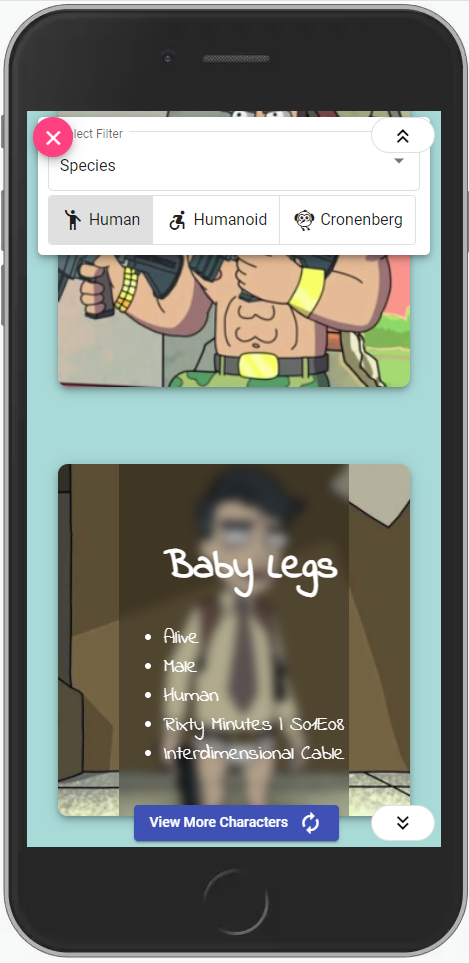 lect Filter
Species
Human
Humanoid
Cronenberg
Baby Legs
Alive
Male
Human
Rixty Minutes | S01E08
Interdimensional Cable
View More Characters